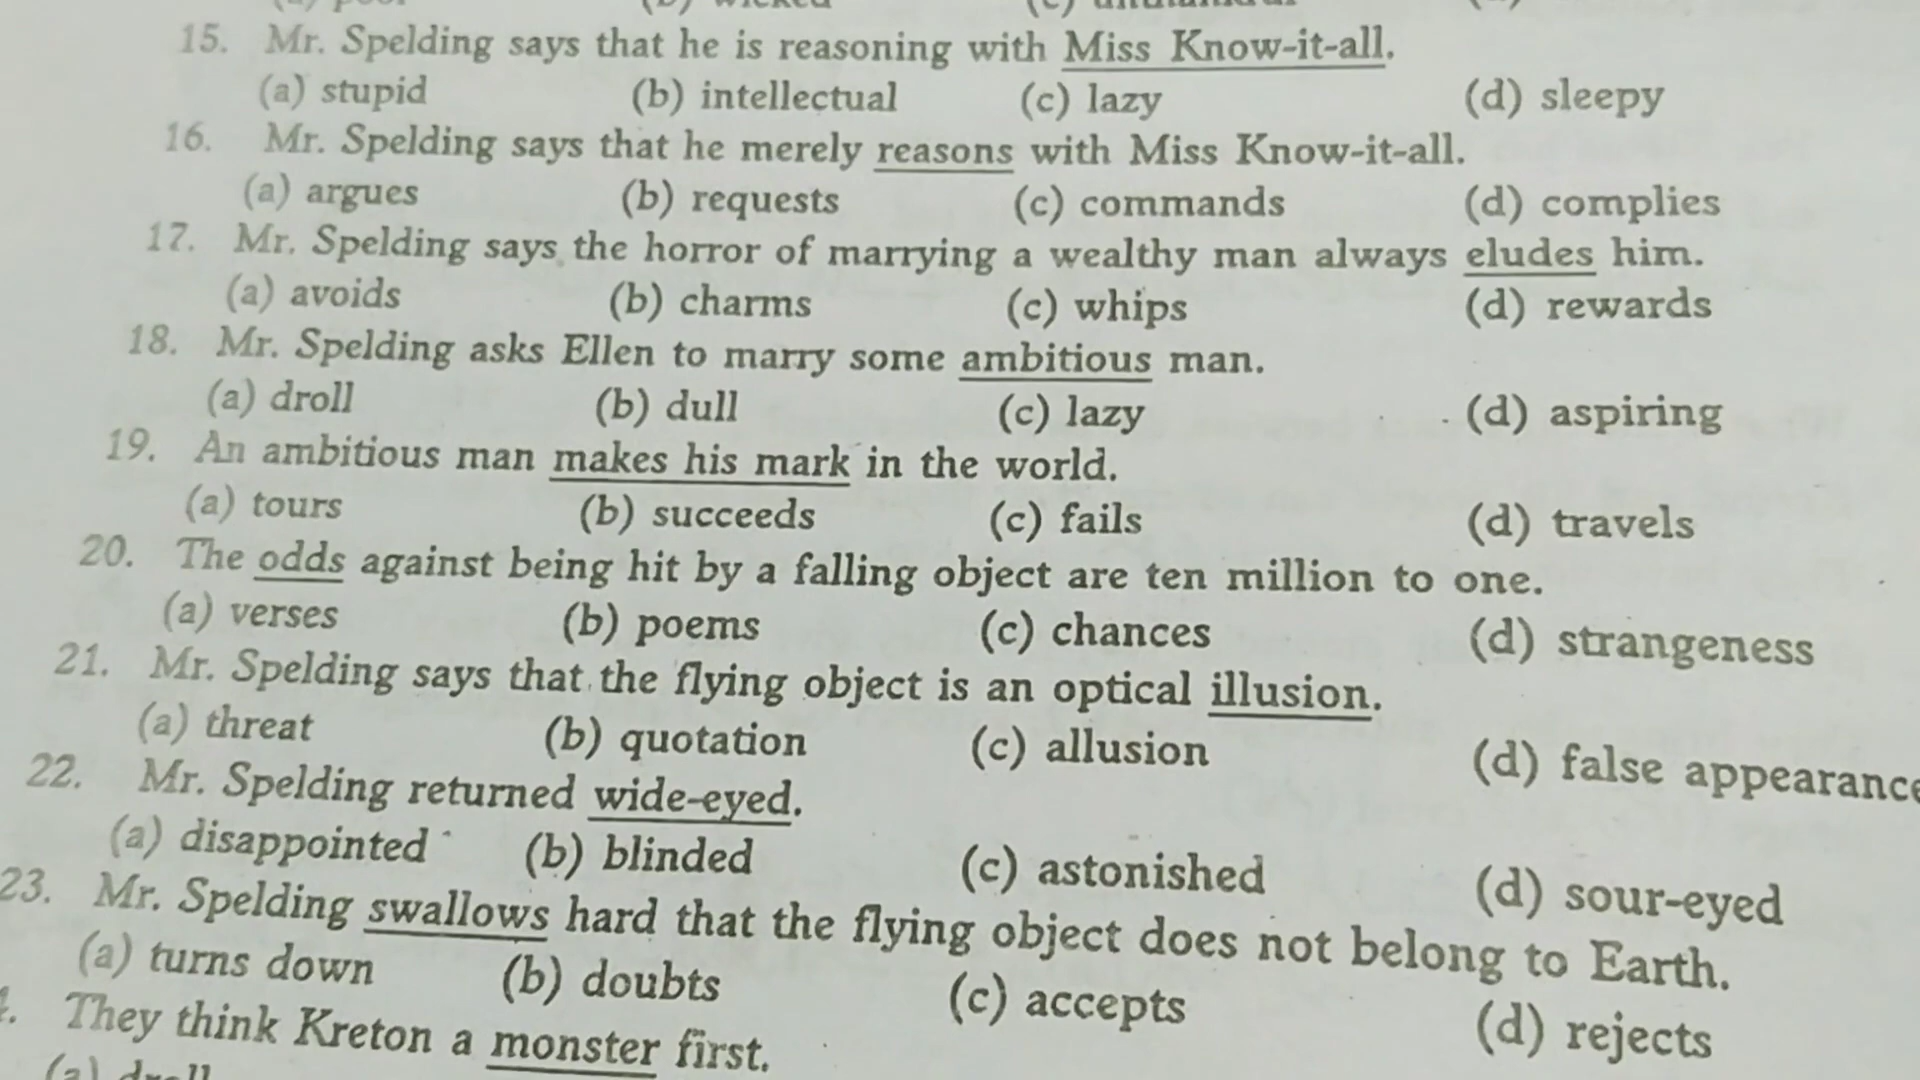 15. Mr. Spelding says that he is reasoning with Miss Know-it-all.
(a) stupid (b) intellectual (c) lazy (d) sleepy
16. Mr. Spelding says that he merely reasons with Miss Know-it-all.
(a) argues (b) requests (c) commands (d) complies
17. Mr. Spelding says the horror of marrying a wealthy man always eludes him.
(a) avoids (b) charms (c) whips (d) rewards
18. Mr. Spelding asks Ellen to marry some ambitious man.
(a) droll (b) dull (c) lazy (d) aspiring
19. An ambitious man makes his mark in the world.
(a) tours (b) succeeds (c) fails (d) travels
20. The odds against being hit by a falling object are ten million to one.
(a) verses (b) poems (c) chances (d) strangeness
21. Mr. Spelding says that the flying object is an optical illusion.
(a) threat (b) quotation (c) allusion (d) false appearance
22. Mr. Spelding returned wide-eyed.
(a) disappointed (b) blinded (c) astonished (d) sour-eyed
23. Mr. Spelding swallows hard that the flying object does not belong to Earth.
(a) turns down (b) doubts (c) accepts (d) rejects
They think Kreton a monster first.